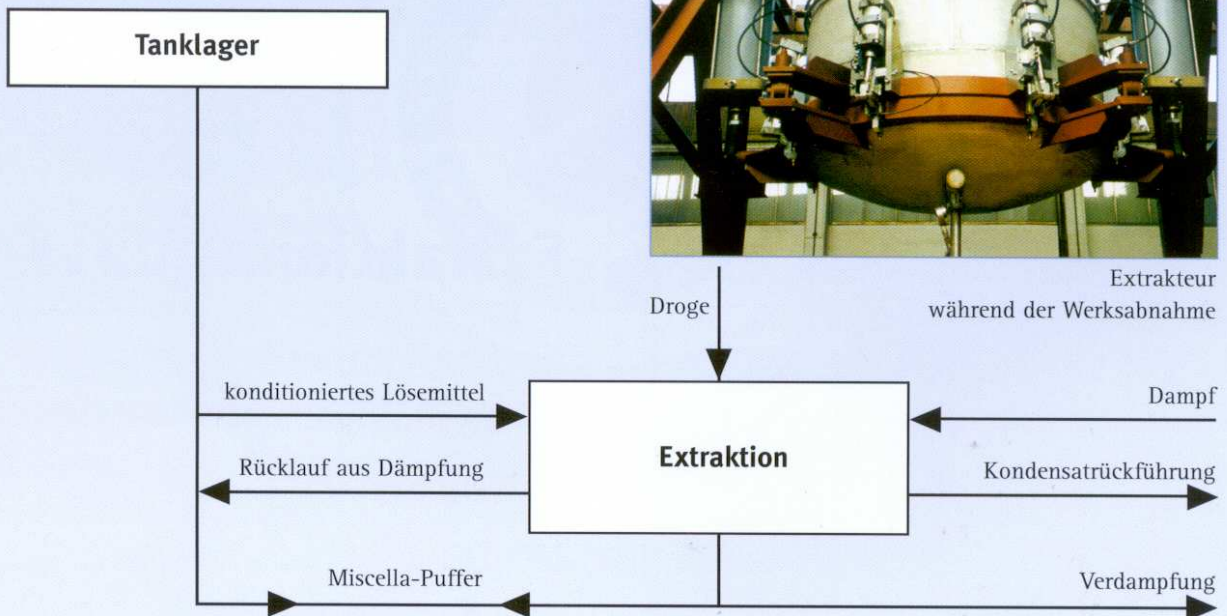 Tanklager
Extrakteur
während der Werksabnahme
Droge
konditioniertes Lösemittel
Dampf
Extraktion
Rücklauf aus Dämpfung
Kondensatrückführung
Miscella-Puffer
Verdampfung